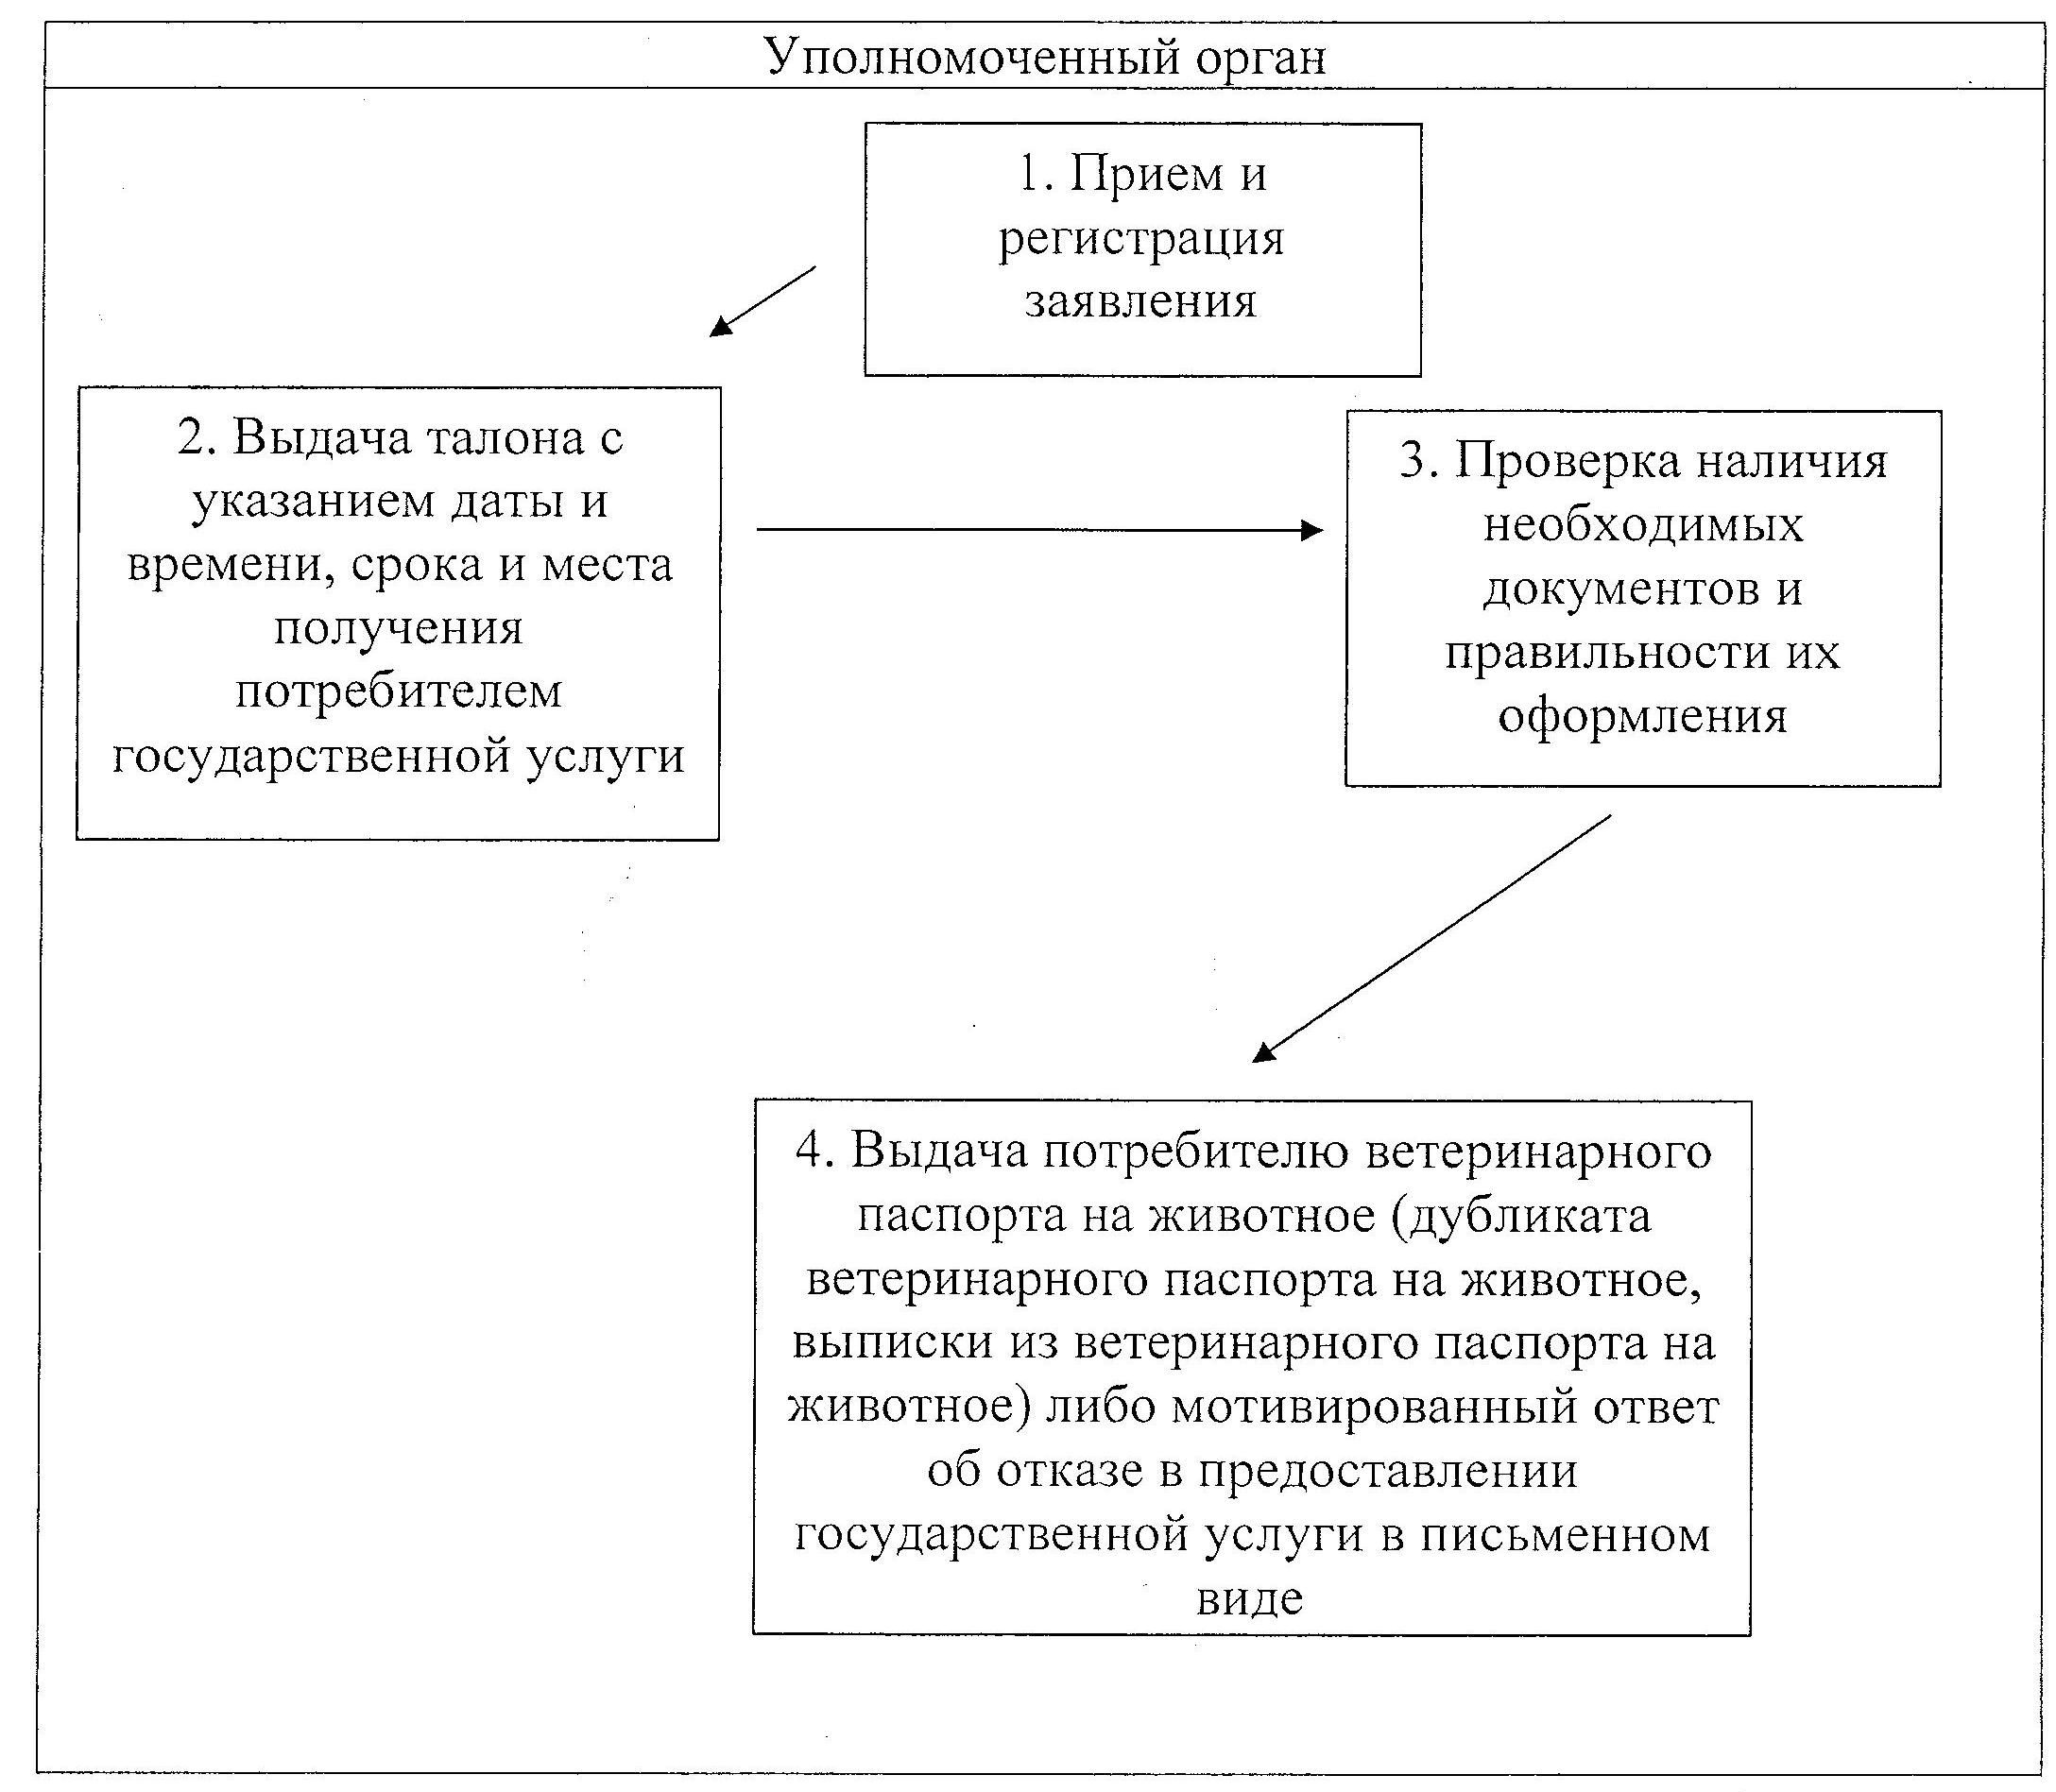 Уполномоченный орган
1. Прием и
регистрация
заявления
2. Выдача талона с
указанием даты и
времени, срока и места
получения
потребителем
государственной услуги
3. Проверка наличия
необходимых
документов и
правильности их
оформления
4. Выдача потребителю ветеринарного
паспорта на животное (дубликата
ветеринарного паспорта на животное,
выписки из ветеринарного паспорта на
животное) либо мотивированный ответ
об отказе в предоставлении
государственной услуги в письменном
виде